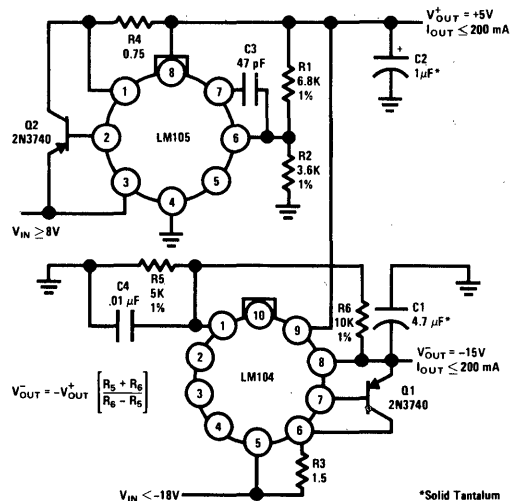 R4
0.75
V⁺OUT = +5V
IOUT ≤ 200 mA
C3
47 pF
+
C2
1µF*
R1
6.8K
1%
1
8
7
Q2
2N3740
2
LM105
6
3
4
5
R2
3.6K
1%
VIN ≥8V
R5
5K
1%
C4
.01 µF
R6
10K
1%
C1
4.7 µF*
1
10
9
2
LM104
8
V⁻OUT = –15V
IOUT ≤ 200 mA
3
7
Q1
2N3740
4
5
6
V⁻OUT = –V⁺OUT [R5 + R6 / R6 – R5]
R3
1.5
VIN < –18V
*Solid Tantalum